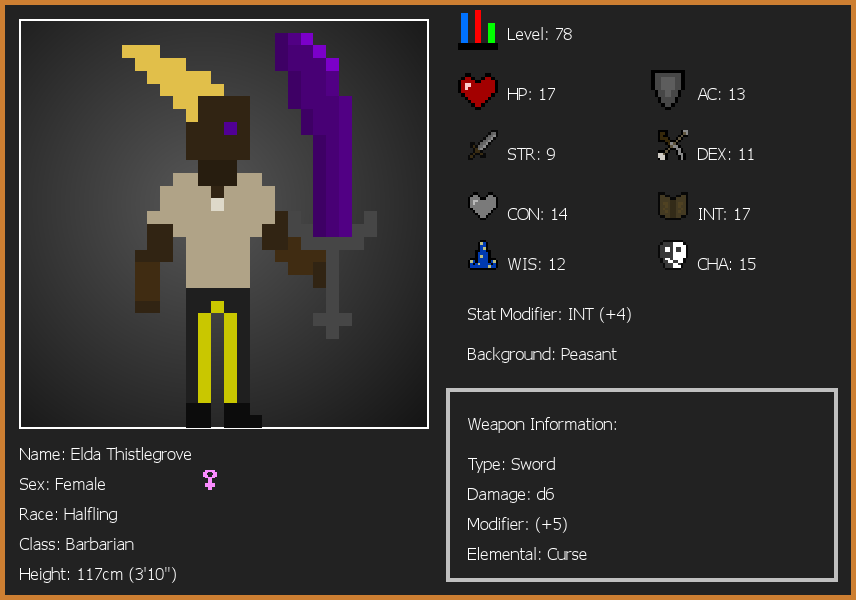 Level: 78
HP: 17
AC: 13
STR: 9
DEX: 11
CON: 14
INT: 17
WIS: 12
CHA: 15
Stat Modifier: INT (+4)
Background: Peasant
Weapon Information:
Type: Sword
Damage: d6
Modifier: (+5)
Elemental: Curse
Name: Elda Thistlegrove
Sex: Female
Race: Halfling
Class: Barbarian
Height: 117cm (3'10")